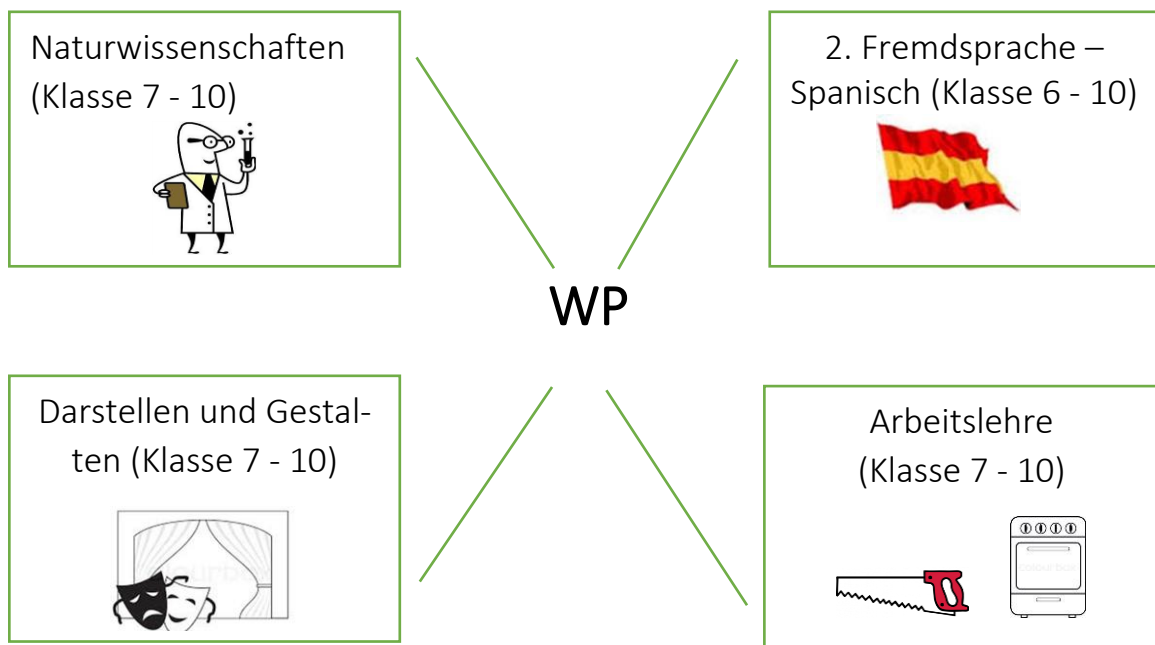 Naturwissenschaften
(Klasse 7 - 10)
2. Fremdsprache –
Spanisch (Klasse 6 - 10)
WP
Darstellen und Gestal-
ten (Klasse 7 - 10)
Arbeitslehre
(Klasse 7 - 10)